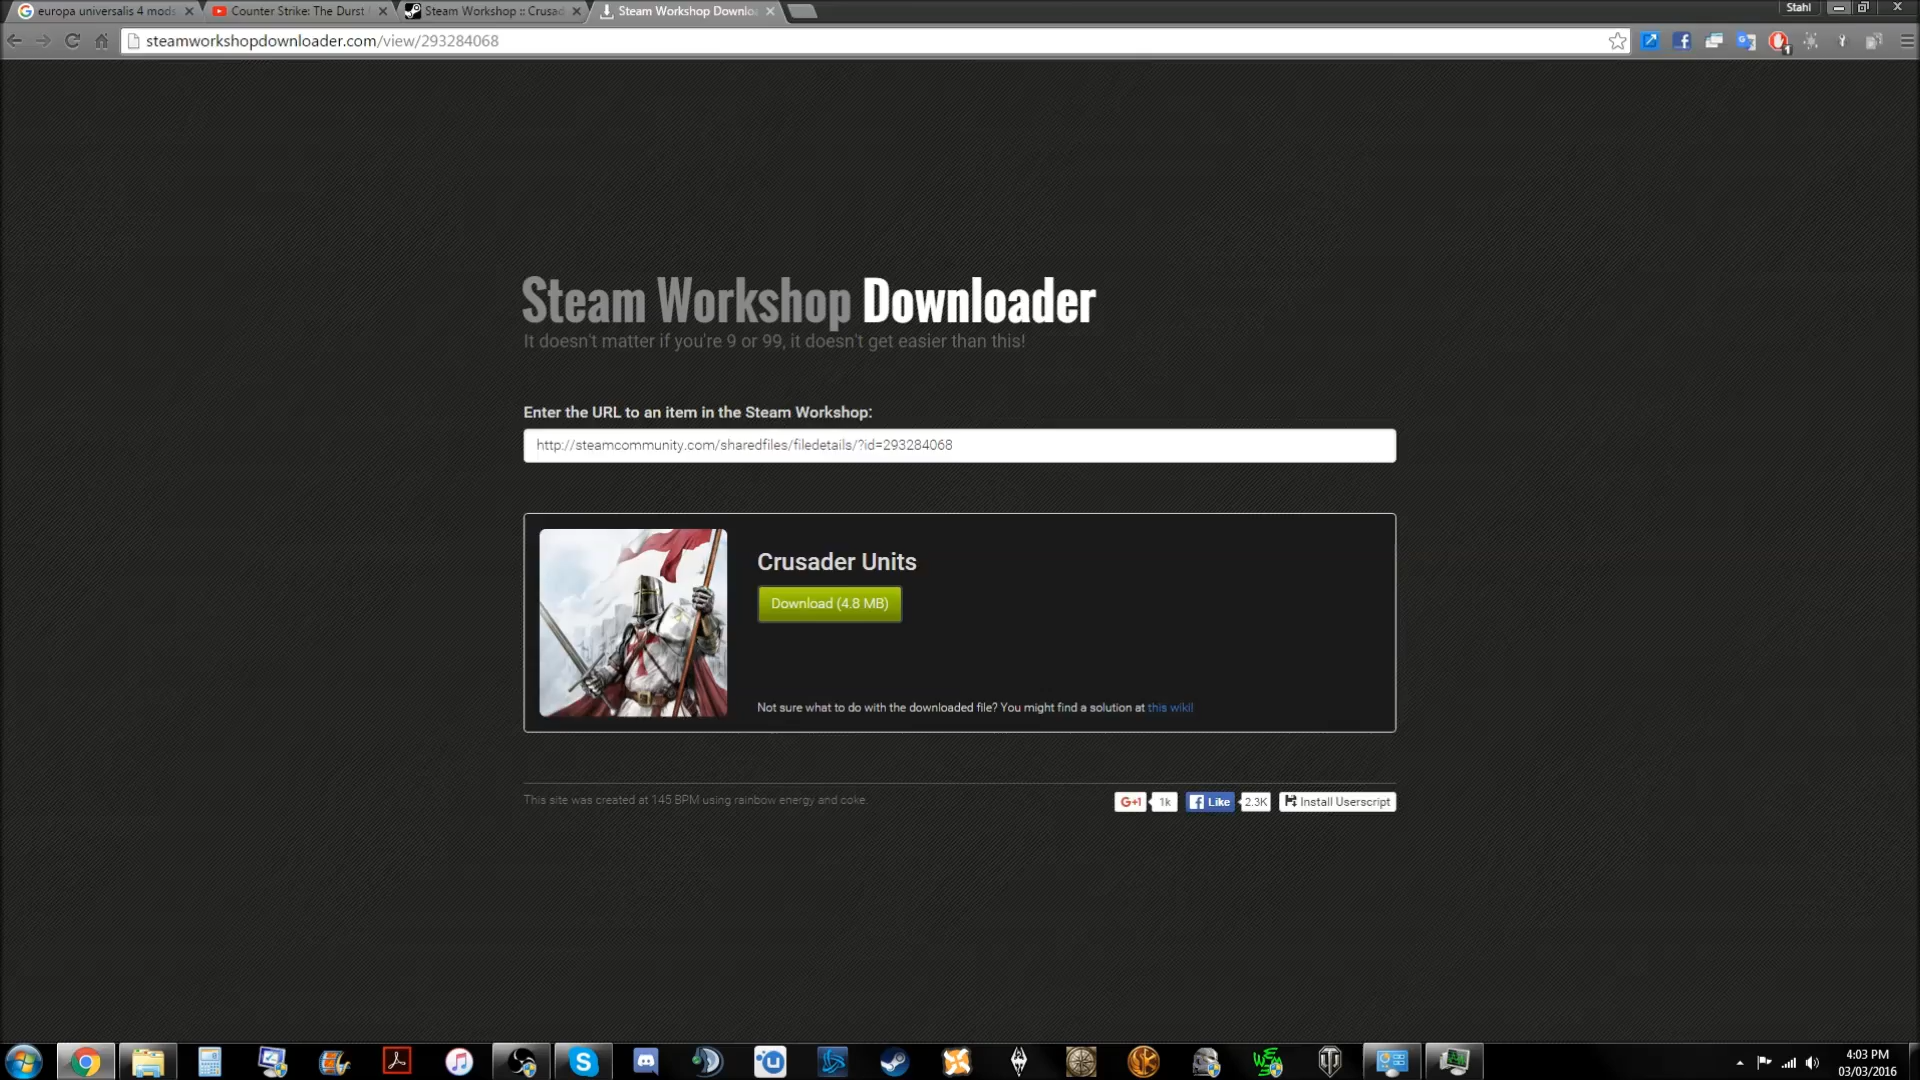 europa universalis 4 mods
Counter Strike: The Durst
Steam Workshop :: Crusad
Steam Workshop Downloa
Stahl
steamworkshopdownloader.com/view/293284068
1
Steam Workshop Downloader
It doesn't matter if you're 9 or 99, it doesn't get easier than this!
Enter the URL to an item in the Steam Workshop:
http://steamcommunity.com/sharedfiles/filedetails/?id=293284068
Crusader Units
Download (4.8 MB)
Not sure what to do with the downloaded file? You might find a solution at this wiki!
This site was created at 145 BPM using rainbow energy and coke.
G+1 1k Like 2.3K Install Userscript
4:03 PM
03/03/2016